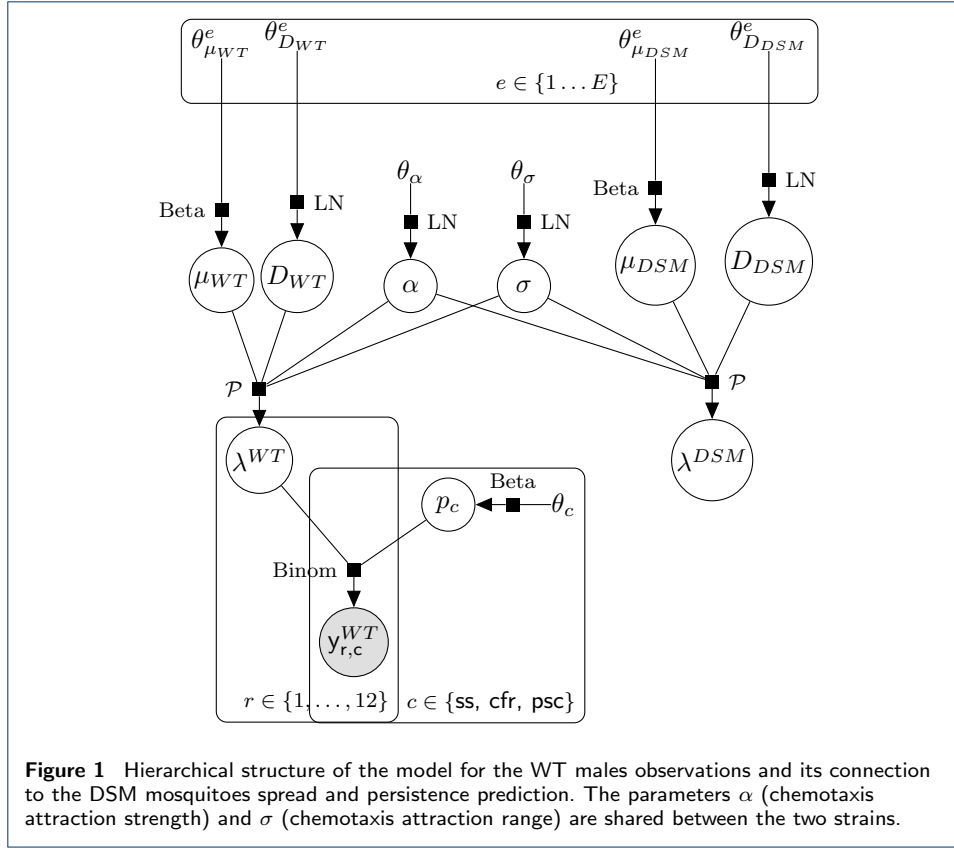 θ^e_{μ_{WT}} θ^e_{D_{WT}} θ^e_{μ_{DSM}} θ^e_{D_{DSM}}
e ∈ {1 … E}
θ_α θ_σ
Beta LN LN LN Beta LN
μ_{WT} D_{WT} α σ μ_{DSM} D_{DSM}
𝒫 𝒫
λ^{WT} λ^{DSM}
Beta
p_c θ_c
Binom
y^{WT}_{r,c}
r ∈ {1, … , 12} c ∈ {ss, cfr, psc}
Figure 1 Hierarchical structure of the model for the WT males observations and its connection
to the DSM mosquitoes spread and persistence prediction. The parameters α (chemotaxis
attraction strength) and σ (chemotaxis attraction range) are shared between the two strains.